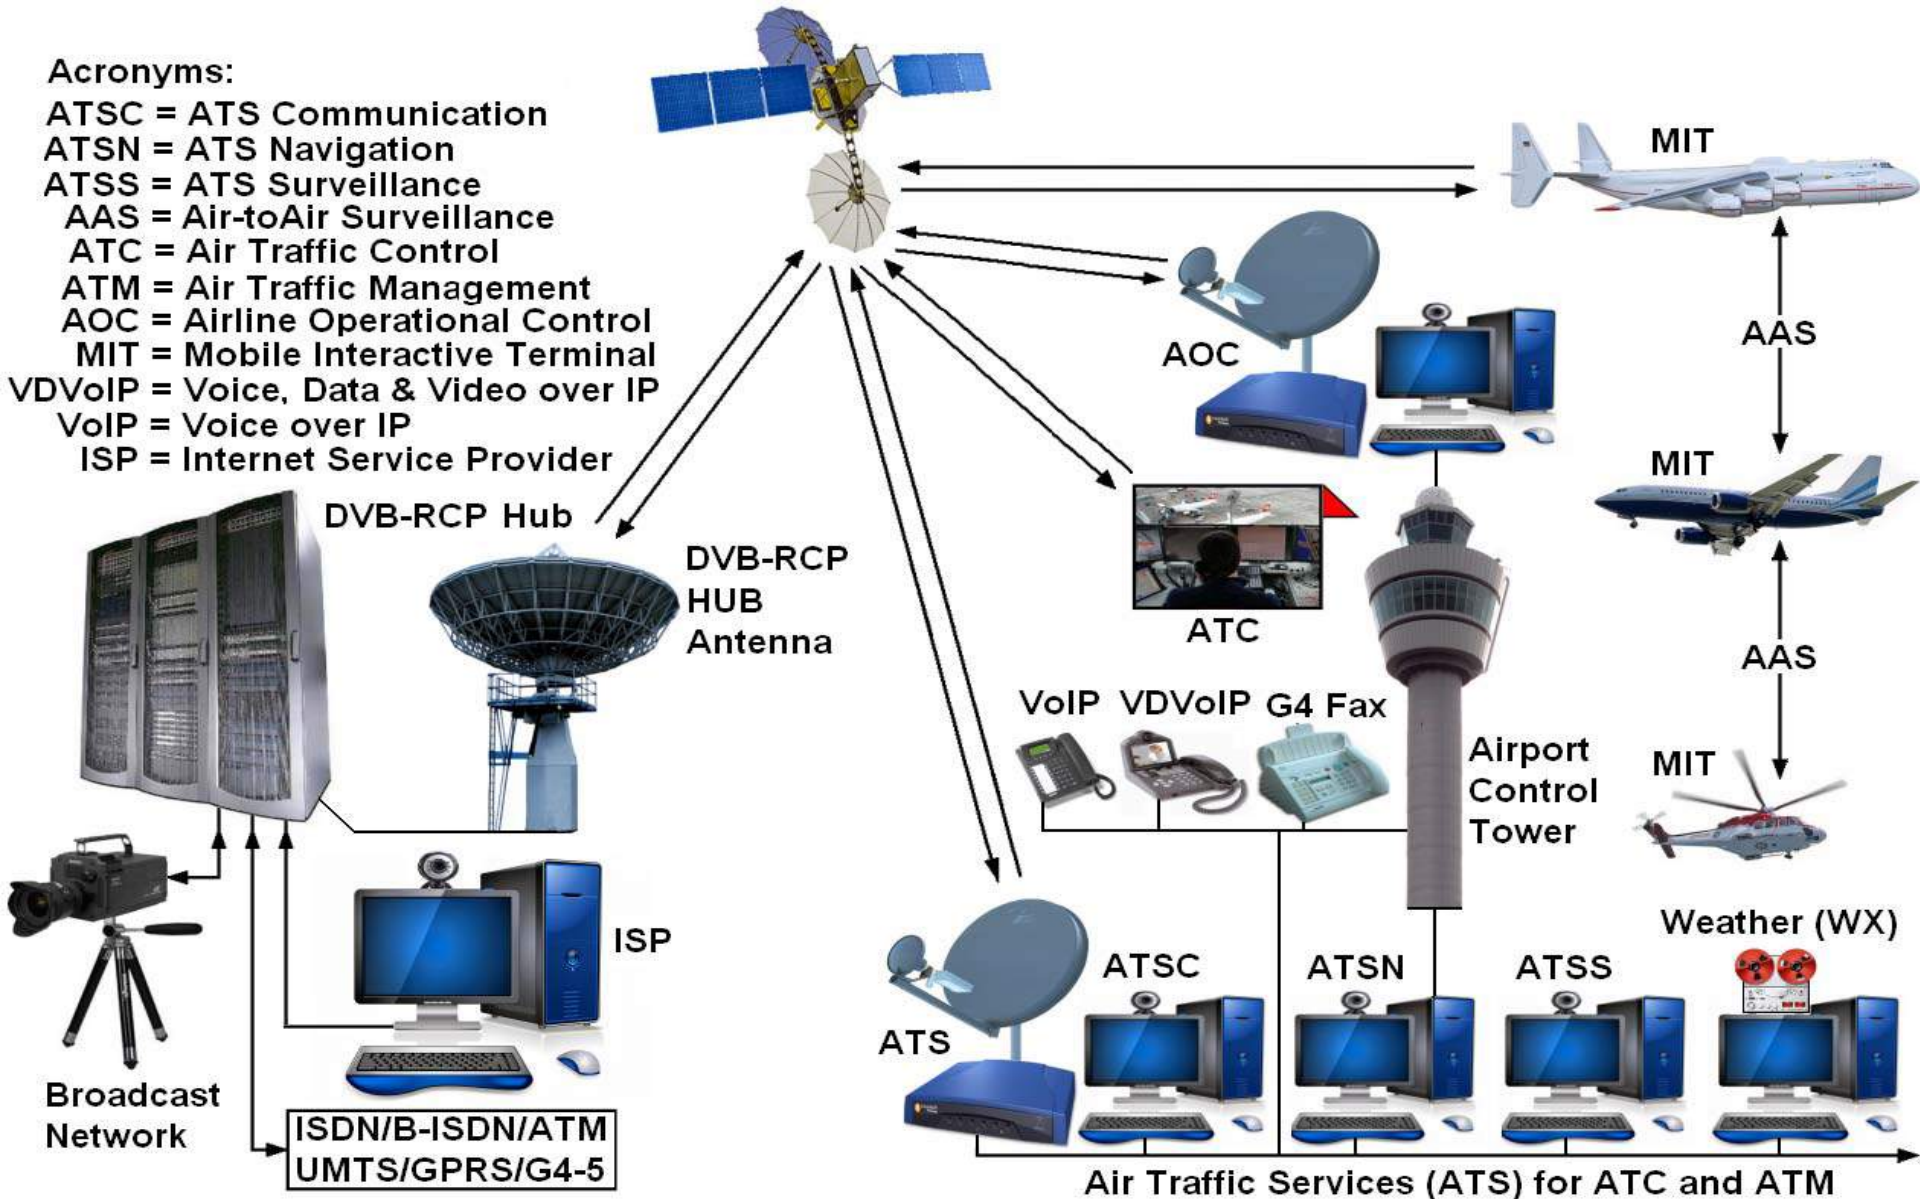 Acronyms:
ATSC = ATS Communication
ATSN = ATS Navigation
ATSS = ATS Surveillance
AAS = Air-toAir Surveillance
ATC = Air Traffic Control
ATM = Air Traffic Management
AOC = Airline Operational Control
MIT = Mobile Interactive Terminal
VDVoIP = Voice, Data & Video over IP
VoIP = Voice over IP
ISP = Internet Service Provider
MIT
AOC
AAS
MIT
DVB-RCP Hub
DVB-RCP
HUB
Antenna
ATC
AAS
VoIP
VDVoIP
G4 Fax
Airport
Control
Tower
MIT
ISP
Weather (WX)
ATSC
ATSN
ATSS
ATS
Broadcast
Network
ISDN/B-ISDN/ATM
UMTS/GPRS/G4-5
Air Traffic Services (ATS) for ATC and ATM